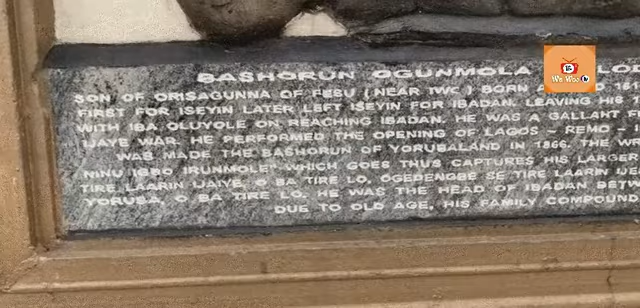 BASHORUN OGUNMOLA
SON OF ORISAGUNNA OF FESU (NEAR IWO) BORN
FIRST FOR ISEYIN LATER LEFT ISEYIN FOR IBADAN. LEAVING HIS
WITH IBA OLUYOLE ON REACHING IBADAN. HE WAS A GALLANT
IJAYE WAR. HE PERFORMED THE OPENING OF LAGOS - REMO -
WAS MADE THE BASHORUN OF YORUBALAND IN 1866. THE
NINU IGBO IRUNMOLE" WHICH GOES THUS CAPTURES HIS LARGER
TIRE LAARIN IJAIYE, O BA TIRE LO. OGEDENGBE SE TIRE LAARIN
YORUBA, O BA TIRE LO. HE WAS THE HEAD OF IBADAN
DUE TO OLD AGE. HIS FAMILY COMPOUND
We Woo tv